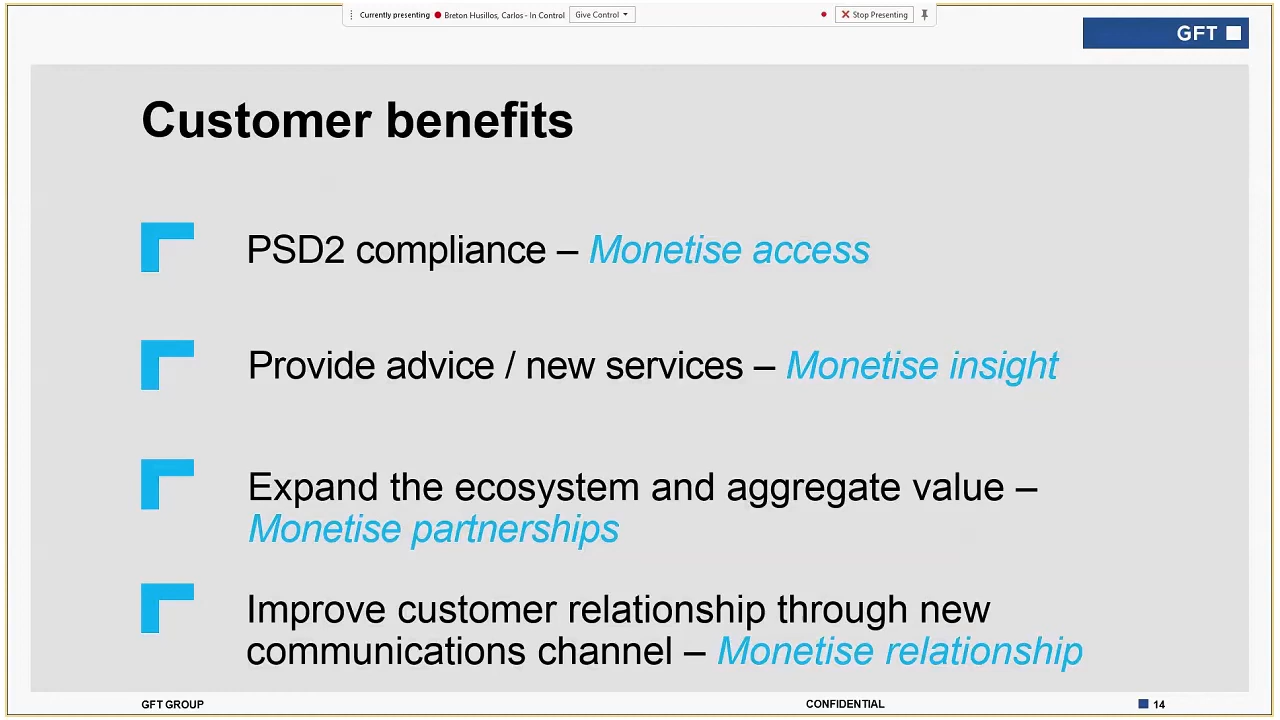 Currently presenting Breton Husillos, Carlos - In Control Give Control Stop Presenting
GFT
Customer benefits
PSD2 compliance – Monetise access
Provide advice / new services – Monetise insight
Expand the ecosystem and aggregate value –
Monetise partnerships
Improve customer relationship through new
communications channel – Monetise relationship
GFT GROUP CONFIDENTIAL 14